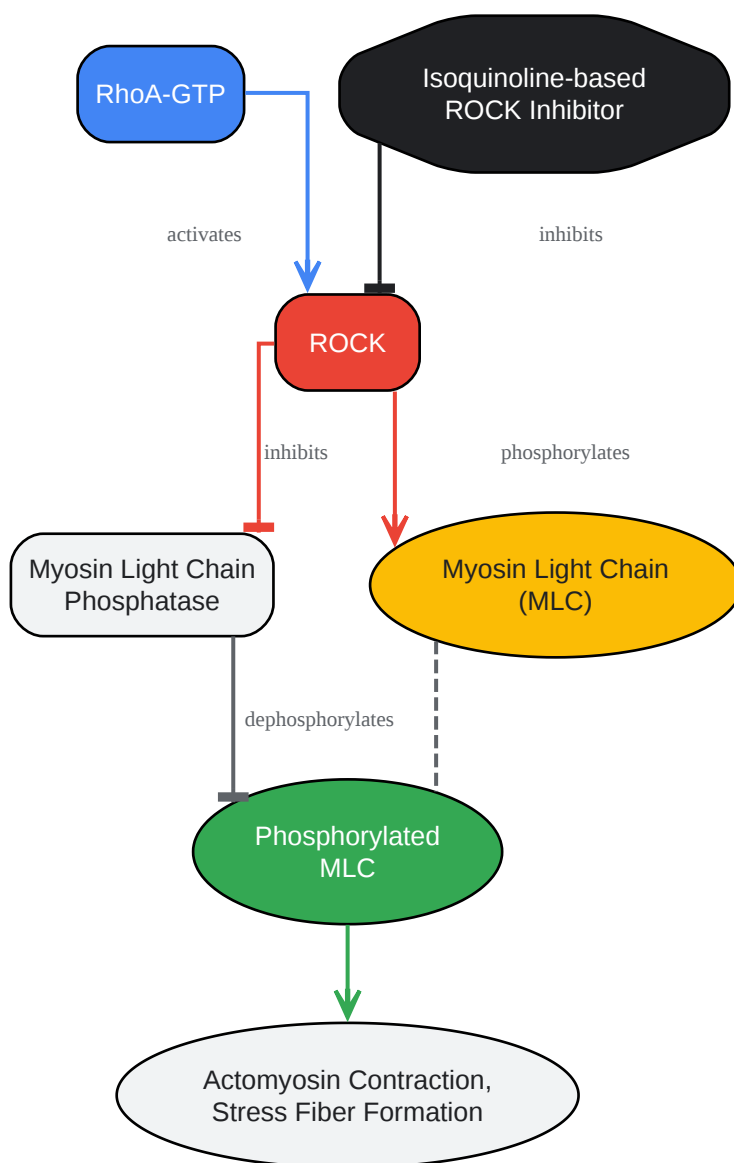 RhoA-GTP
Isoquinoline-based
ROCK Inhibitor
activates
inhibits
ROCK
inhibits
phosphorylates
Myosin Light Chain
Phosphatase
Myosin Light Chain
(MLC)
dephosphorylates
Phosphorylated
MLC
Actomyosin Contraction,
Stress Fiber Formation